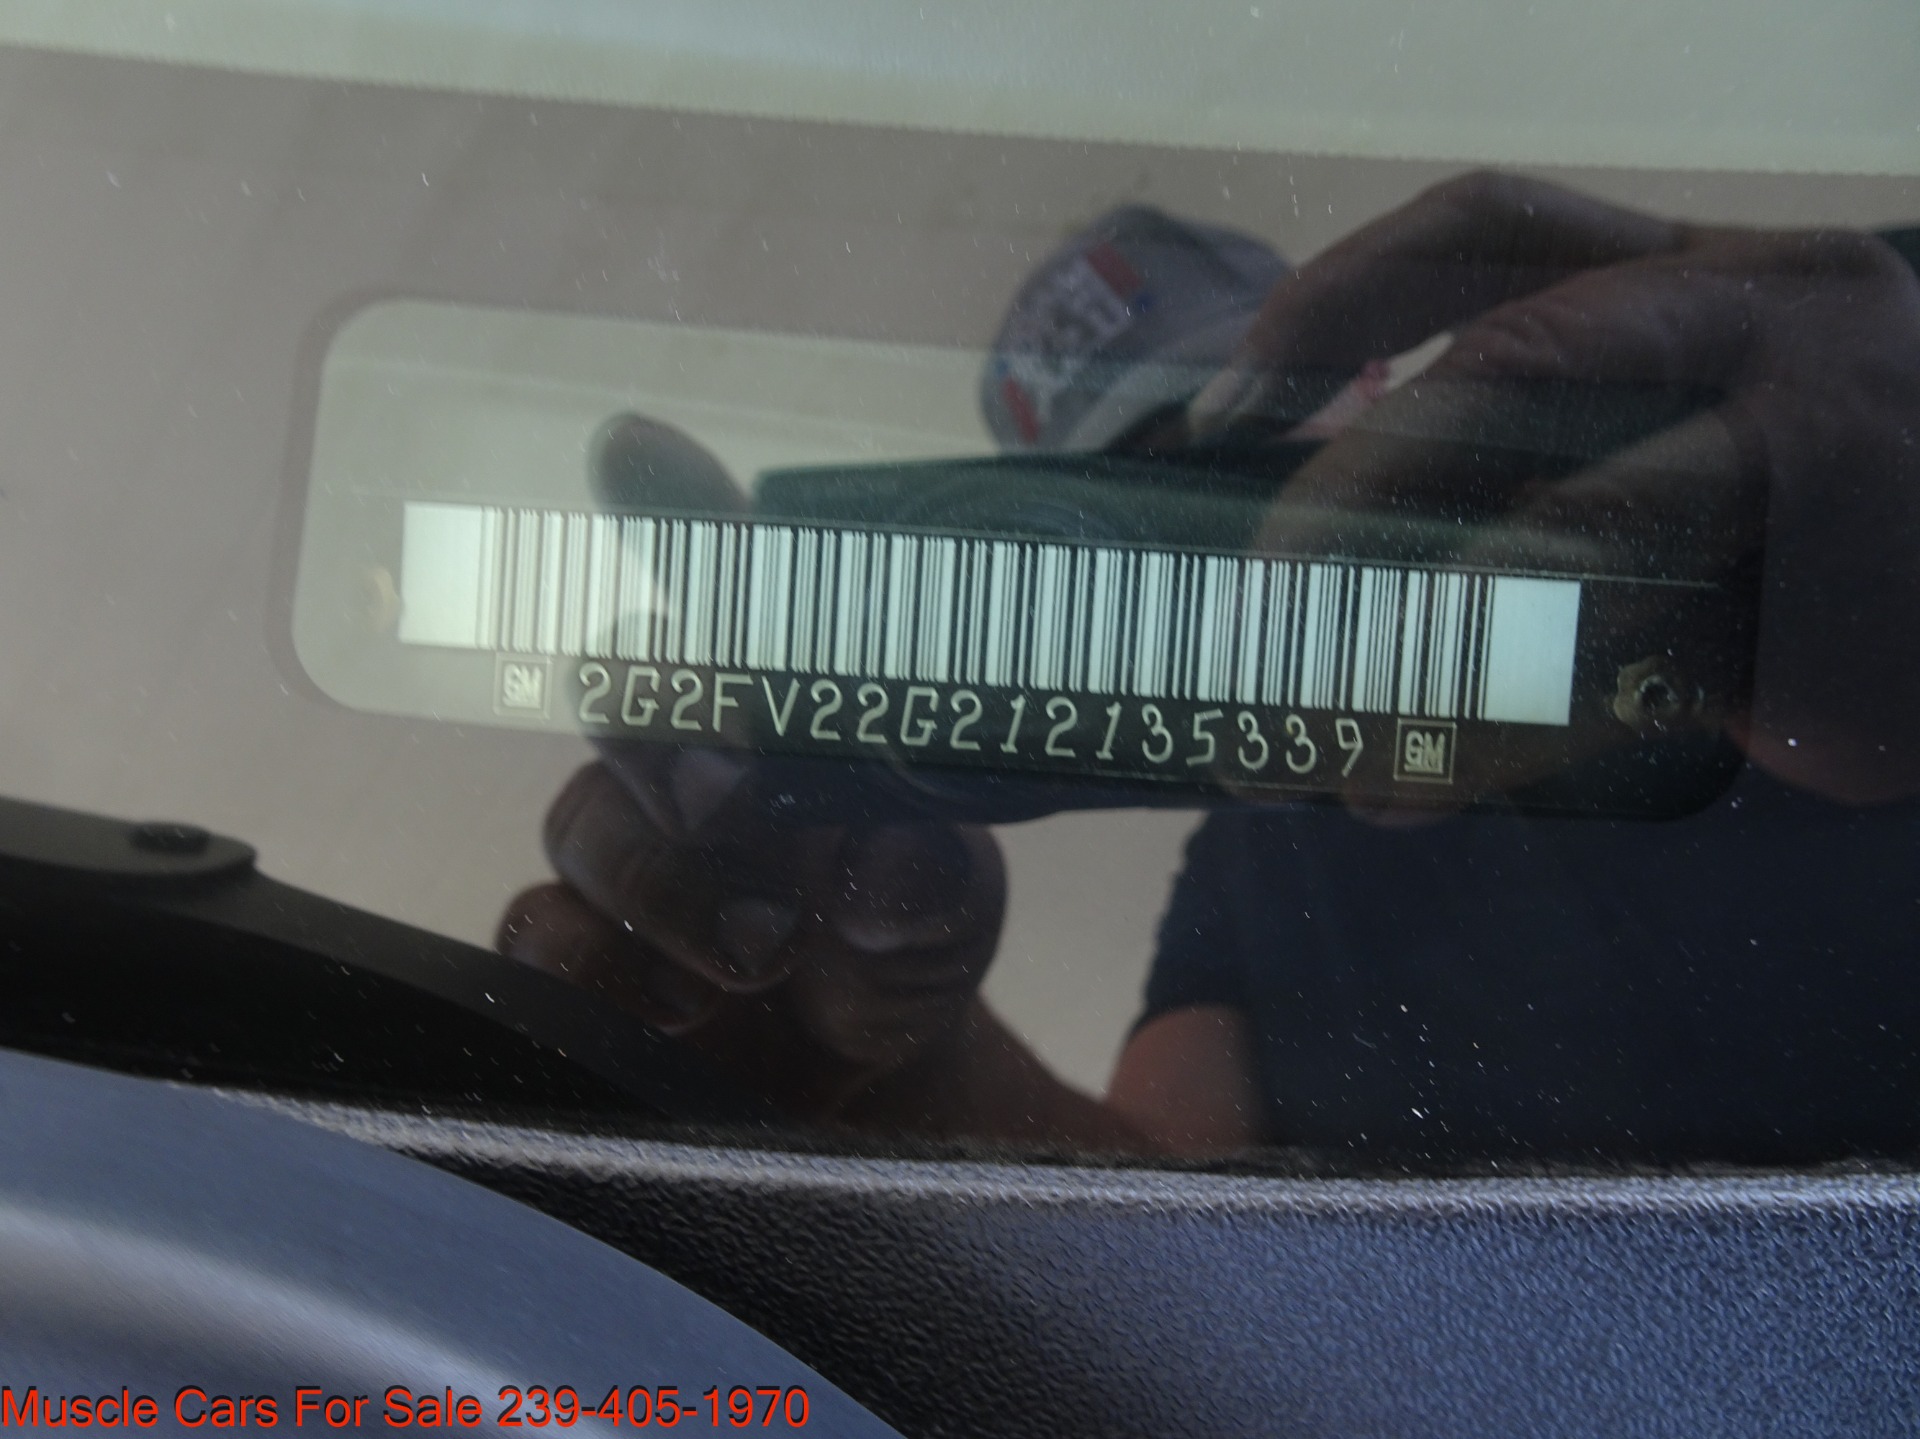 GM 2G2FV22G212135339 GM
Muscle Cars For Sale 239-405-1970